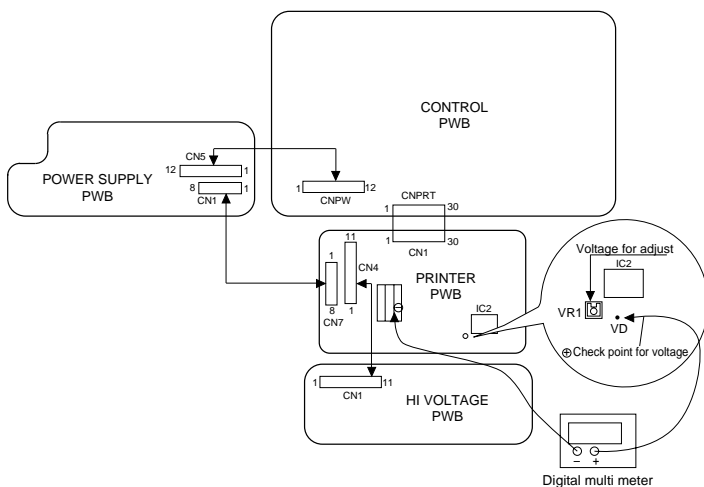 CONTROL
PWB
POWER SUPPLY
PWB
CN5
12 1
8 1
CN1
1 12
CNPW
CNPRT
1 30
1 30
CN1
11
1 CN4
PRINTER
PWB
8 1
CN7
IC2
Voltage for adjust
IC2
VR1
VD
⊕Check point for voltage
1 11
CN1
HI VOLTAGE
PWB
– +
Digital multi meter